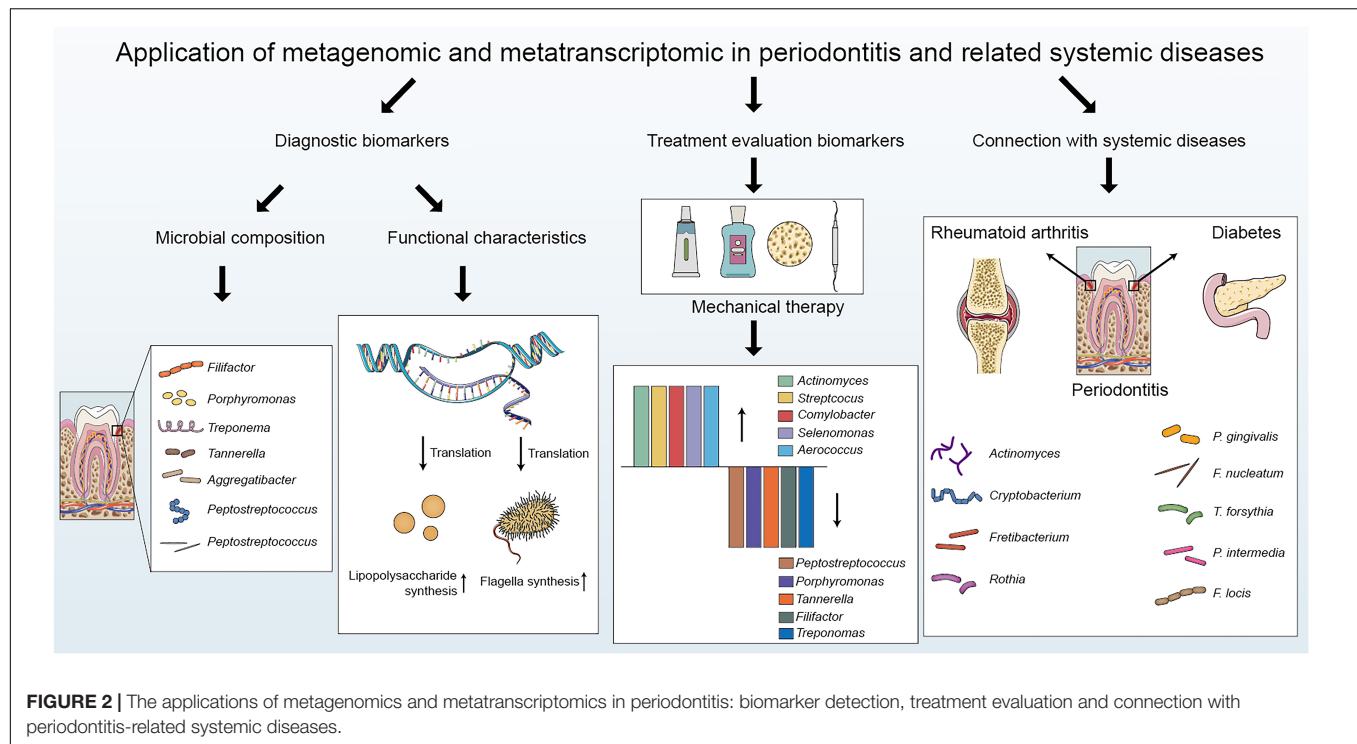 Application of metagenomic and metatranscriptomic in periodontitis and related systemic diseases
Diagnostic biomarkers
Treatment evaluation biomarkers
Connection with systemic diseases
Microbial composition
Functional characteristics
Filifactor
Porphyromonas
Treponema
Tannerella
Aggregatibacter
Peptostreptococcus
Peptostreptococcus
Translation
Translation
Lipopolysaccharide
synthesis
Flagella synthesis
Mechanical therapy
Actinomyces
Streptcocus
Comylobacter
Selenomonas
Aerococcus
Peptostreptococcus
Porphyromonas
Tannerella
Filifactor
Treponomas
Rheumatoid arthritis
Diabetes
Periodontitis
Actinomyces
Cryptobacterium
Fretibacterium
Rothia
P. gingivalis
F. nucleatum
T. forsythia
P. intermedia
F. locis
FIGURE 2 | The applications of metagenomics and metatranscriptomics in periodontitis: biomarker detection, treatment evaluation and connection with
periodontitis-related systemic diseases.